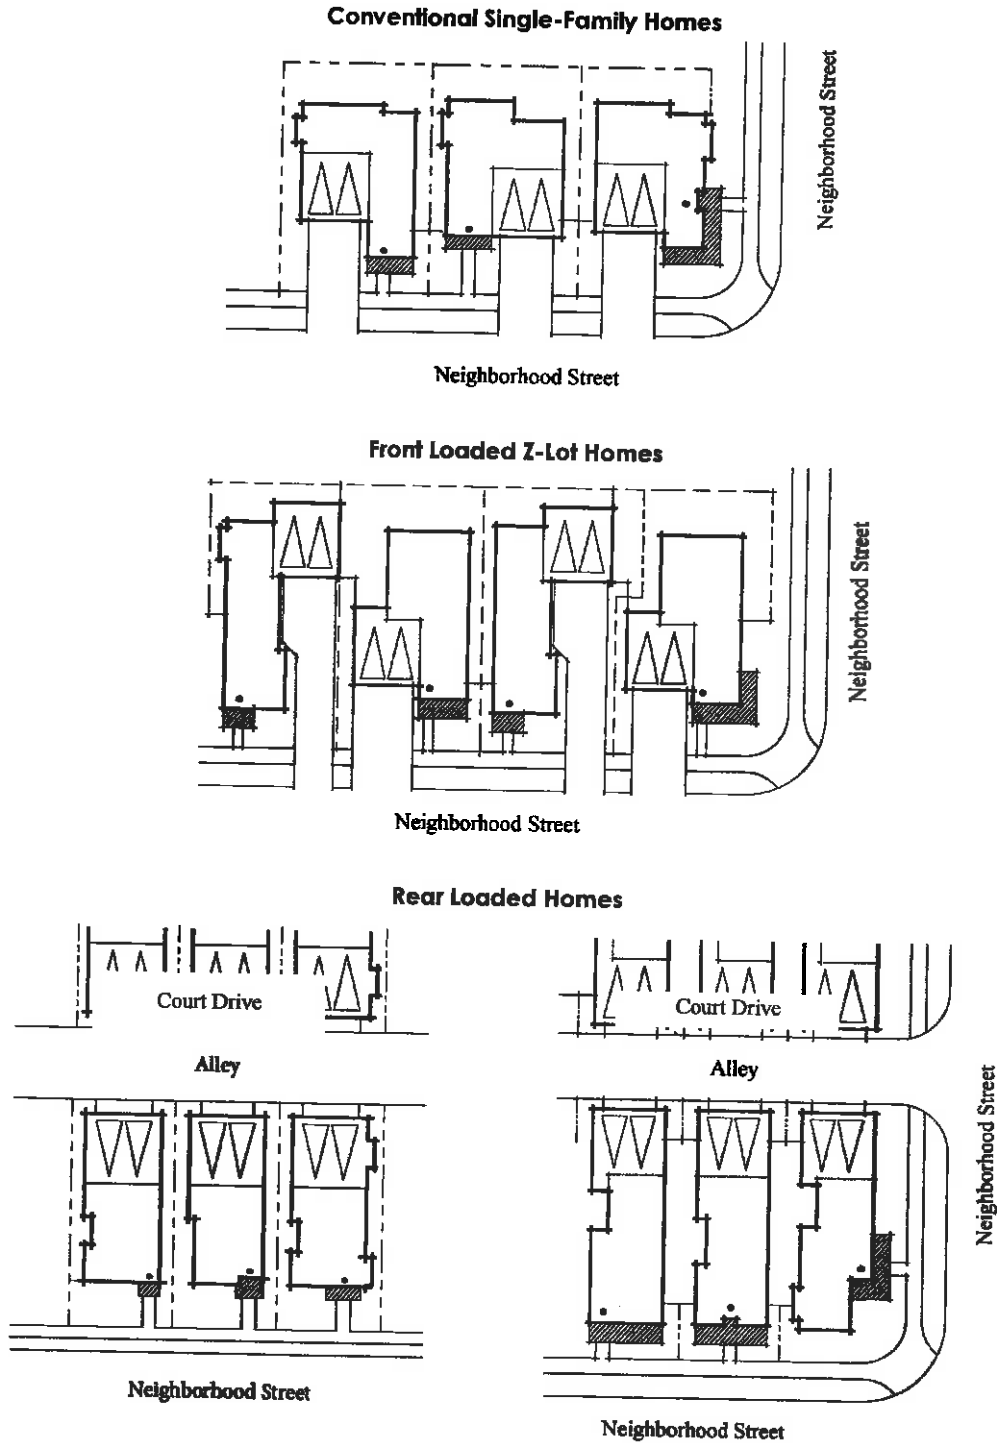 Conventional Single-Family Homes
Neighborhood Street
Neighborhood Street
Front Loaded Z-Lot Homes
Neighborhood Street
Neighborhood Street
Rear Loaded Homes
Court Drive
Court Drive
Alley
Alley
Neighborhood Street
Neighborhood Street
Neighborhood Street